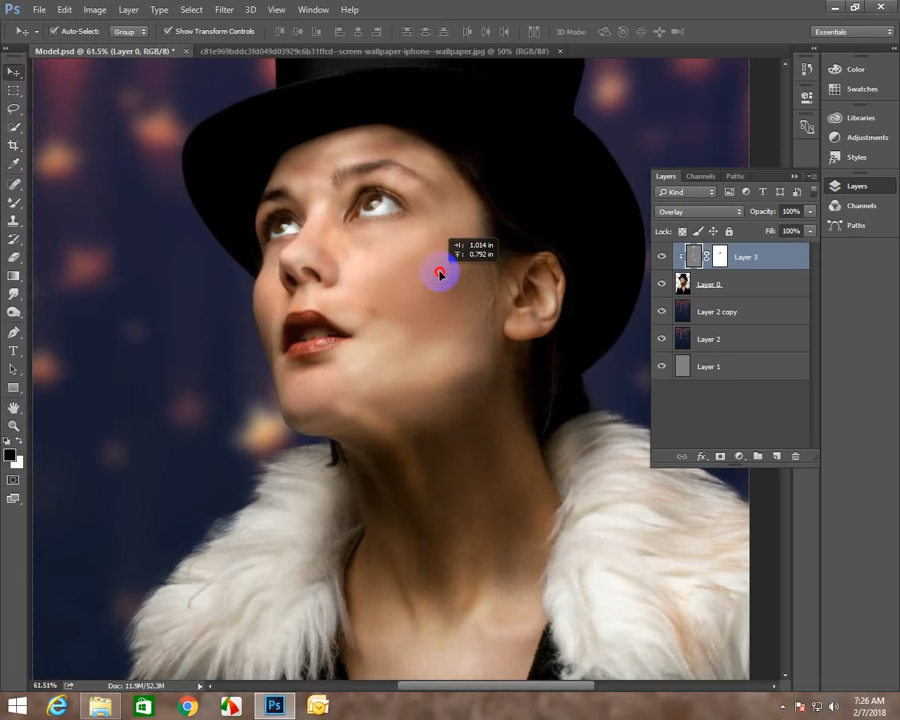 Ps File Edit Image Layer Type Select Filter 3D View Window Help
Auto-Select: Group Show Transform Controls 3D Mode: Essentials
Model.psd @ 61.5% (Layer 0, RGB/8) * × c81e969bddc3fd049d03929c6b31ffcd--screen-wallpaper-iphone--wallpaper.jpg @ 50% (RGB/8#) ×
Color
Swatches
Libraries
Adjustments
Styles
Layers
Channels
Paths
Layers Channels Paths
Kind
Overlay Opacity: 100%
Lock: Fill: 100%
Layer 3
Layer 0
Layer 2 copy
Layer 2
Layer 1
fx
1.014 in
0.792 in
61.51% Doc: 11.9M/52.3M
Ps
7:26 AM
2/7/2018